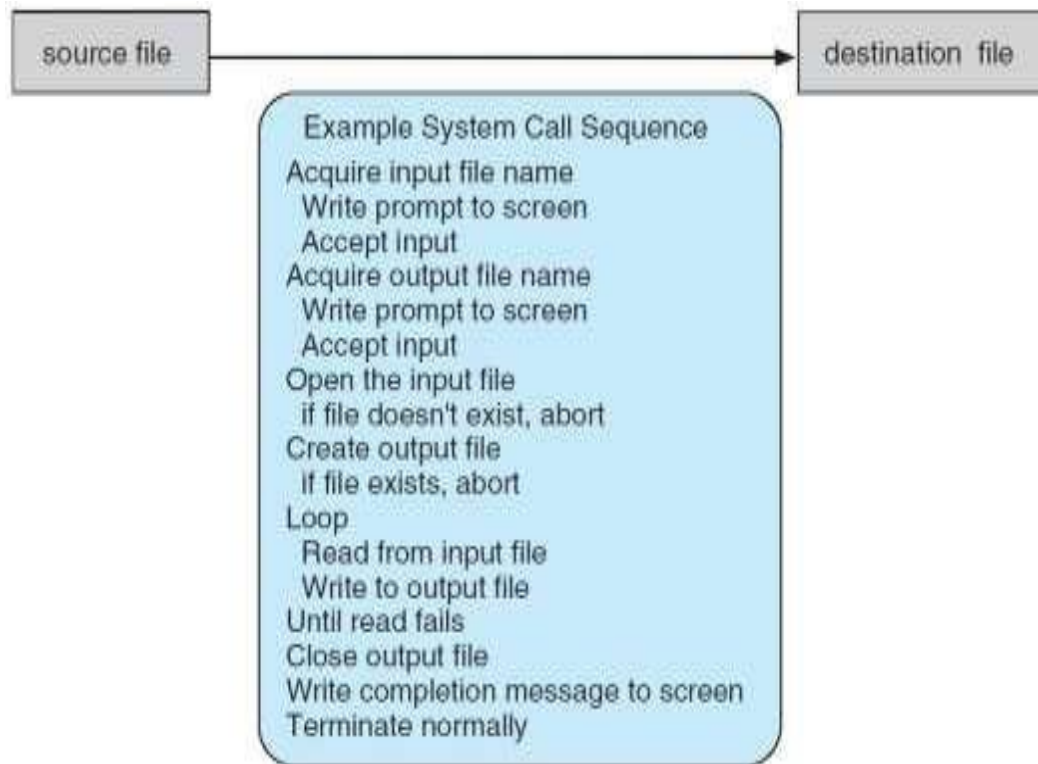 source file
destination file
Example System Call Sequence
Acquire input file name
Write prompt to screen
Accept input
Acquire output file name
Write prompt to screen
Accept input
Open the input file
if file doesn't exist, abort
Create output file
if file exists, abort
Loop
Read from input file
Write to output file
Until read fails
Close output file
Write completion message to screen
Terminate normally